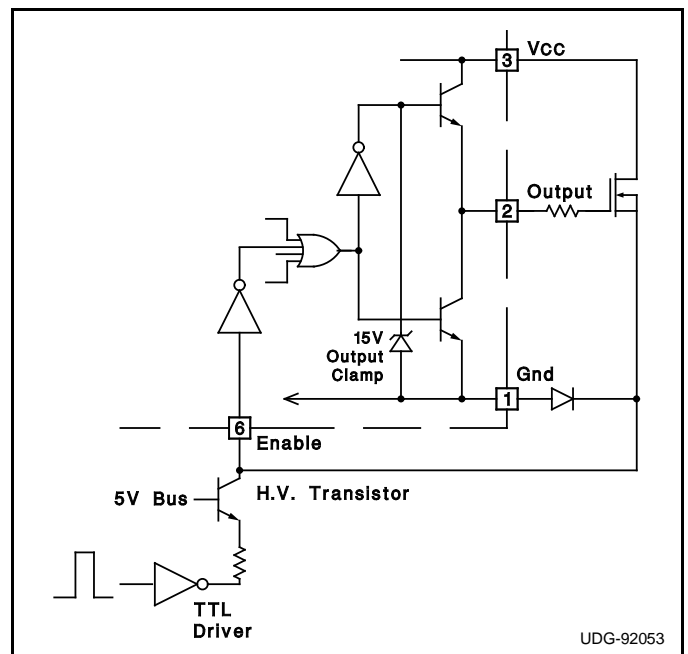 3 VCC
Output
2
15V
Output
Clamp
Gnd
1
6
Enable
5V Bus
H.V. Transistor
TTL
Driver
UDG-92053